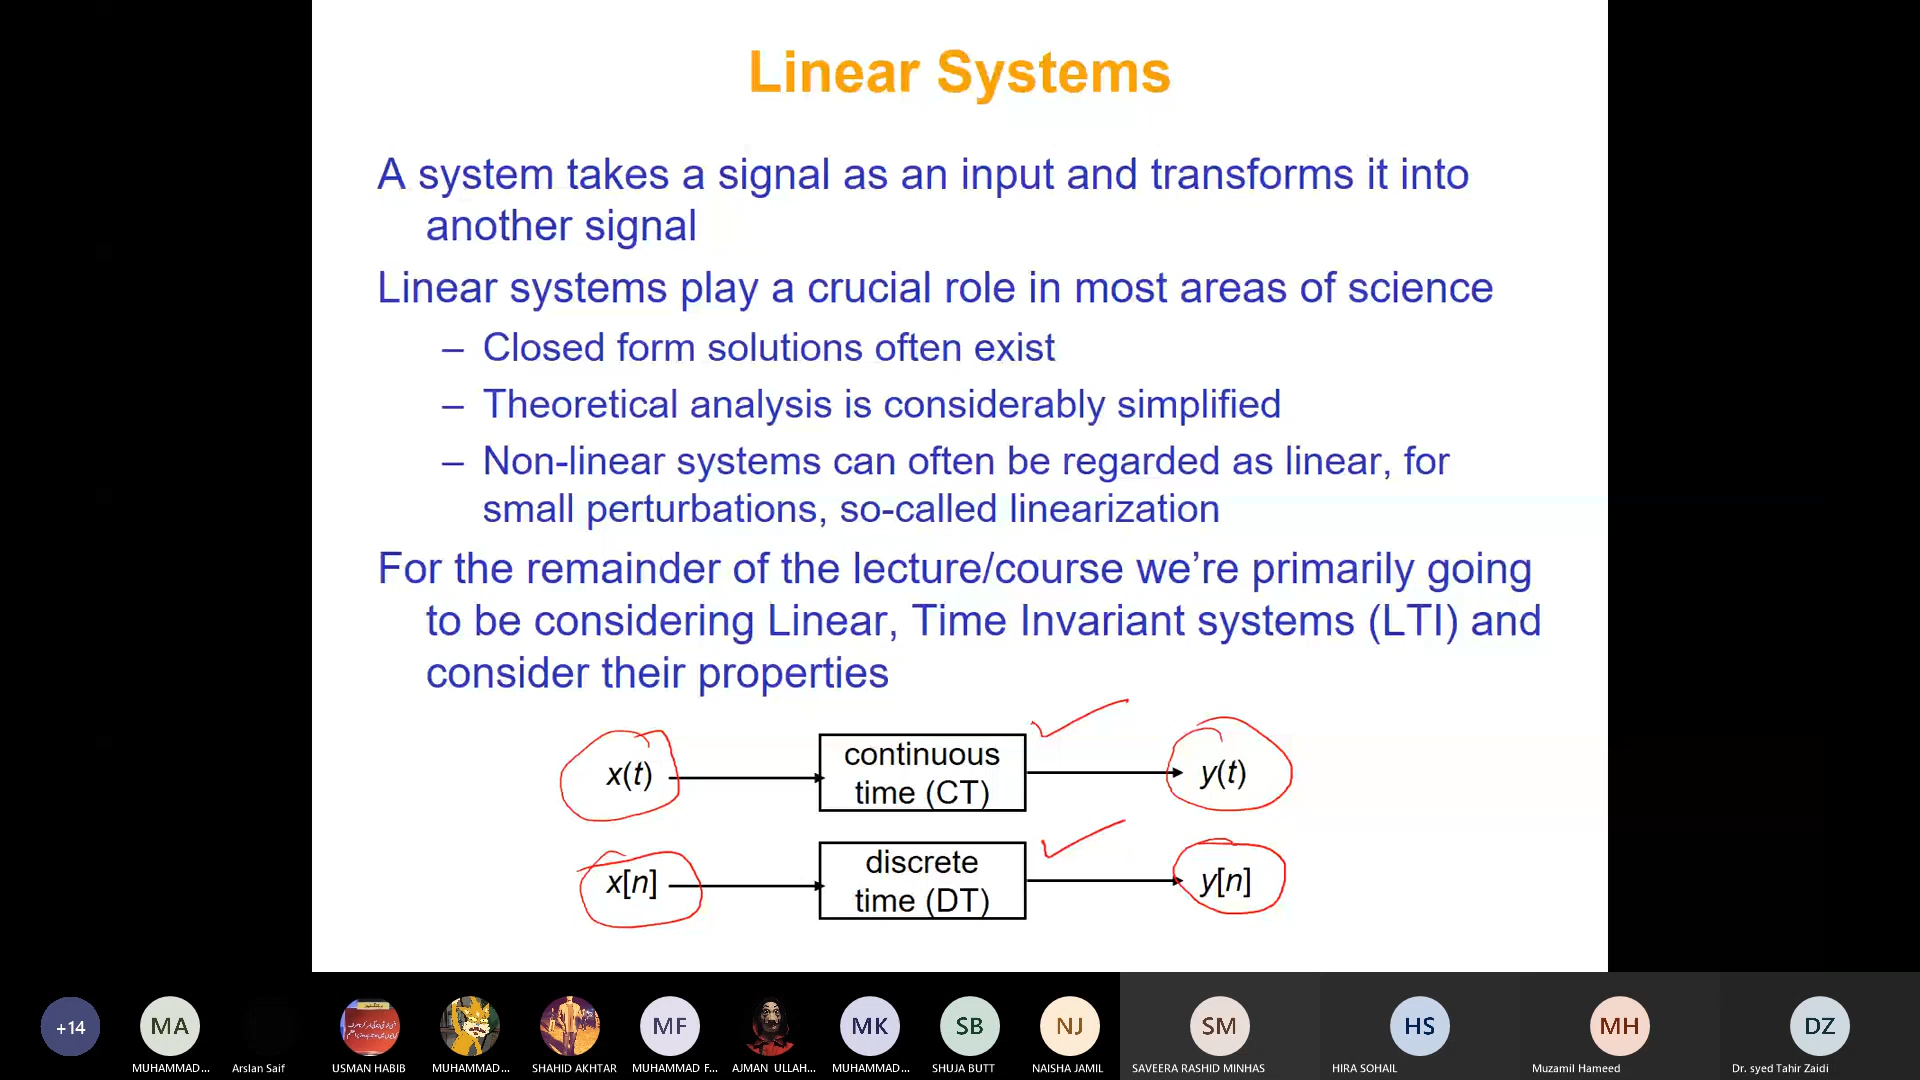 Linear Systems
A system takes a signal as an input and transforms it into
another signal
Linear systems play a crucial role in most areas of science
– Closed form solutions often exist
– Theoretical analysis is considerably simplified
– Non-linear systems can often be regarded as linear, for
small perturbations, so-called linearization
For the remainder of the lecture/course we’re primarily going
to be considering Linear, Time Invariant systems (LTI) and
consider their properties
x(t) continuous time (CT) y(t)
x[n] discrete time (DT) y[n]
+14 MA MF MK SB NJ SM HS MH DZ
MUHAMMAD... Arslan Saif USMAN HABIB MUHAMMAD... SHAHID AKHTAR MUHAMMAD F... AJMAN ULLAH... MUHAMMAD... SHUJA BUTT NAISHA JAMIL SAVEERA RASHID MINHAS HIRA SOHAIL Muzamil Hameed Dr. syed Tahir Zaidi